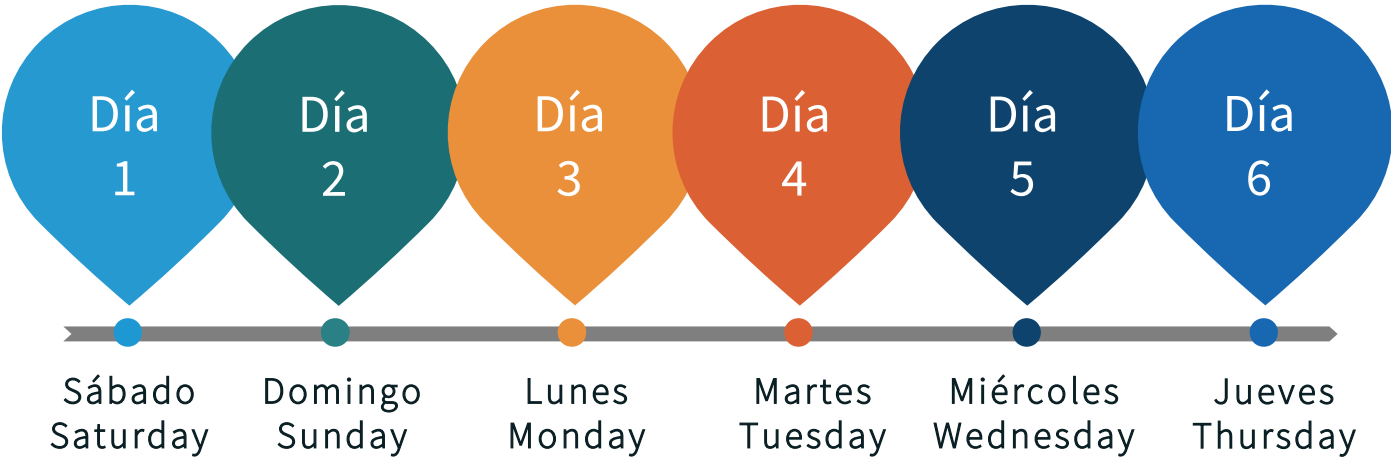 Día
1
Día
2
Día
3
Día
4
Día
5
Día
6
Sábado
Saturday
Domingo
Sunday
Lunes
Monday
Martes
Tuesday
Miércoles
Wednesday
Jueves
Thursday